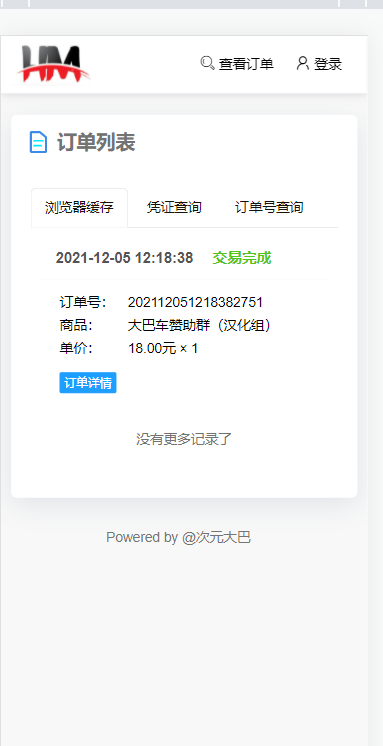 HM
查看订单 登录
订单列表
浏览器缓存 凭证查询 订单号查询
2021-12-05 12:18:38 交易完成
订单号： 202112051218382751
商品： 大巴车赞助群（汉化组）
单价： 18.00元 × 1
订单详情
没有更多记录了
Powered by @次元大巴